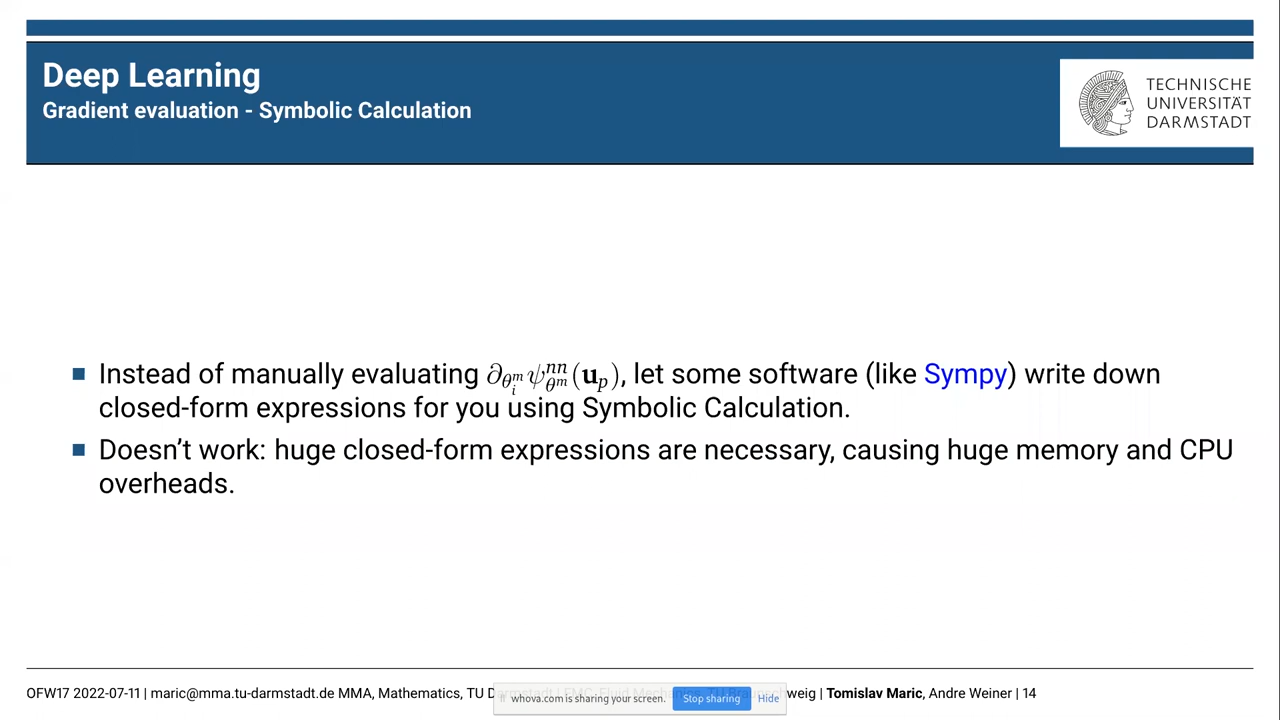 Deep Learning
Gradient evaluation - Symbolic Calculation
TECHNISCHE
UNIVERSITÄT
DARMSTADT
Instead of manually evaluating ∂_{θ_i^m} ψ_{θ^m}^{nn}(𝐮_p), let some software (like Sympy) write down
closed-form expressions for you using Symbolic Calculation.
Doesn’t work: huge closed-form expressions are necessary, causing huge memory and CPU
overheads.
OFW17 2022-07-11 | maric@mma.tu-darmstadt.de MMA, Mathematics, TU | Tomislav Maric, Andre Weiner | 14
whova.com is sharing your screen. Stop sharing Hide